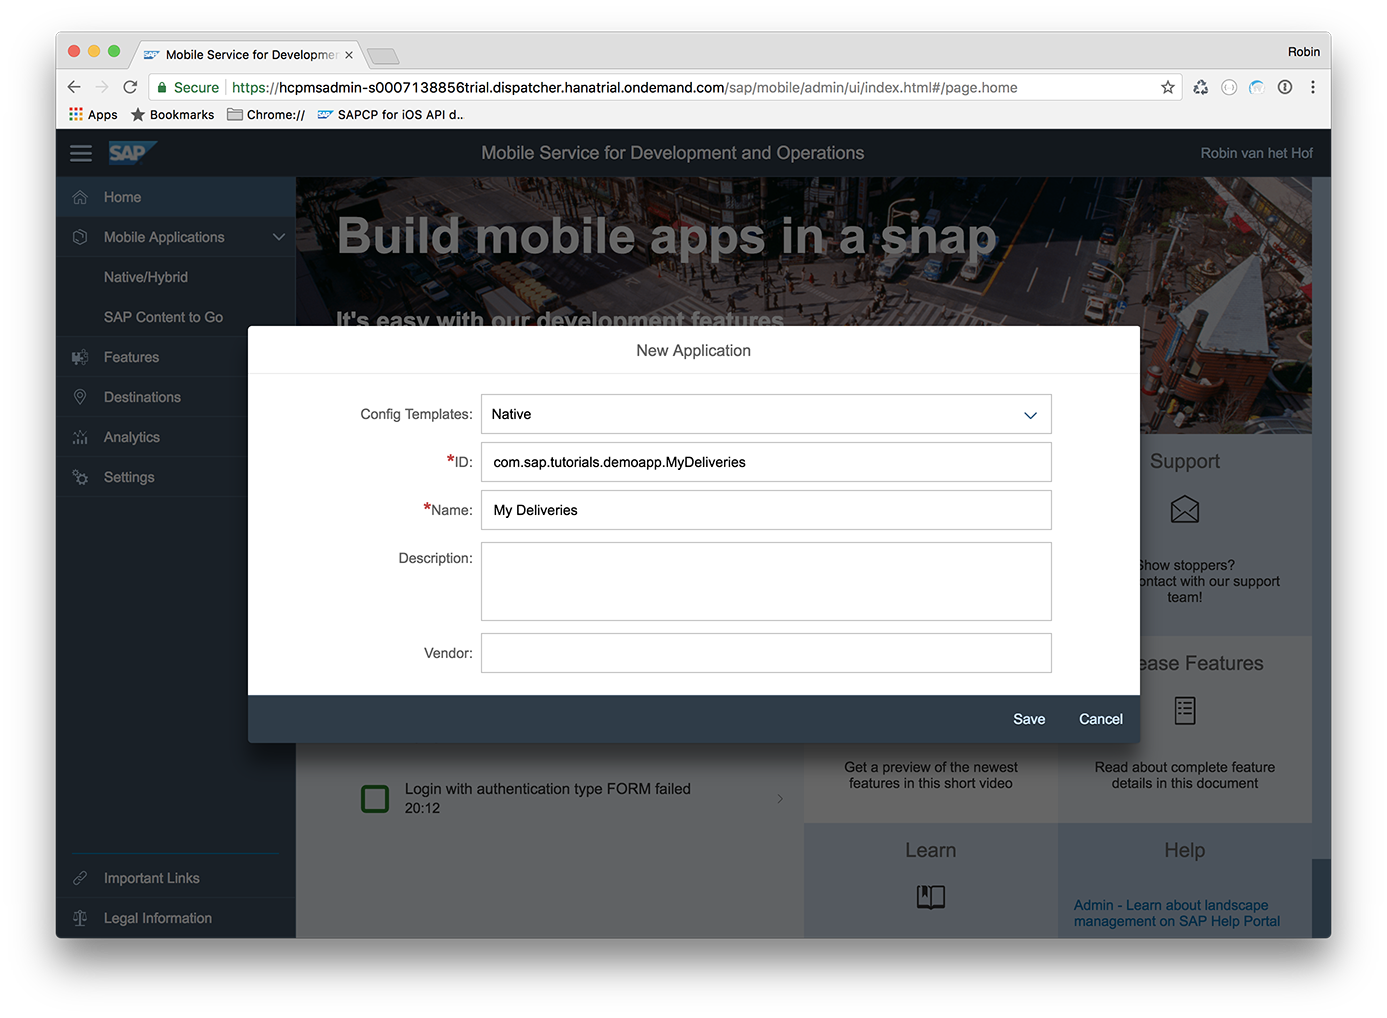 Mobile Service for Developmen
Robin
Secure
https://hcpmsadmin-s0007138856trial.dispatcher.hanatrial.ondemand.com/sap/mobile/admin/ui/index.html#/page.home
Apps
Bookmarks
Chrome://
SAPCP for iOS API d..
SAP
Mobile Service for Development and Operations
Robin van het Hof
Home
Mobile Applications
Native/Hybrid
SAP Content to Go
Features
Destinations
Analytics
Settings
Important Links
Legal Information
Build mobile apps in a snap
It's easy with our development features
New Application
Config Templates:
Native
*ID:
com.sap.tutorials.demoapp.MyDeliveries
*Name:
My Deliveries
Description:
Vendor:
Save
Cancel
Support
Show stoppers?
ontact with our support
team!
ease Features
Login with authentication type FORM failed
20:12
Get a preview of the newest
features in this short video
Read about complete feature
details in this document
Learn
Help
Admin - Learn about landscape
management on SAP Help Portal